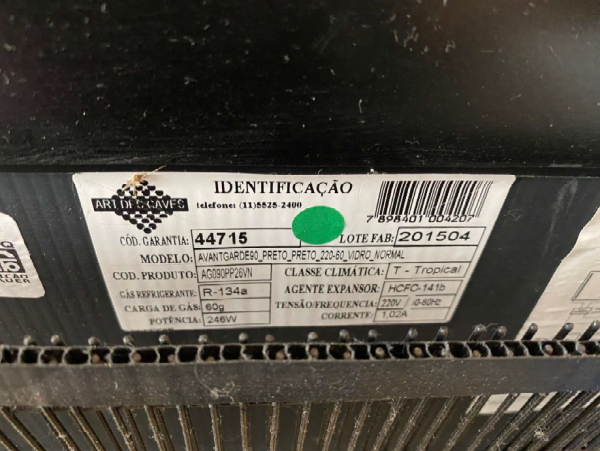 IDENTIFICAÇÃO
ART DES CAVES
telefone: (11)5525-2400
7 898401 004207
CÓD. GARANTIA: 44715
LOTE FAB: 201504
MODELO: AVANTGARDE90_PRETO_PRETO_220-60_VIDRO_NORMAL
COD. PRODUTO: AG090PP26VN
CLASSE CLIMÁTICA: T - Tropical
GÁS REFRIGERANTE: R-134a
AGENTE EXPANSOR: HCFC-141b
CARGA DE GÁS: 60g
TENSÃO/FREQUENCIA: 220V
POTÊNCIA: 246W
CORRENTE: 1,02A